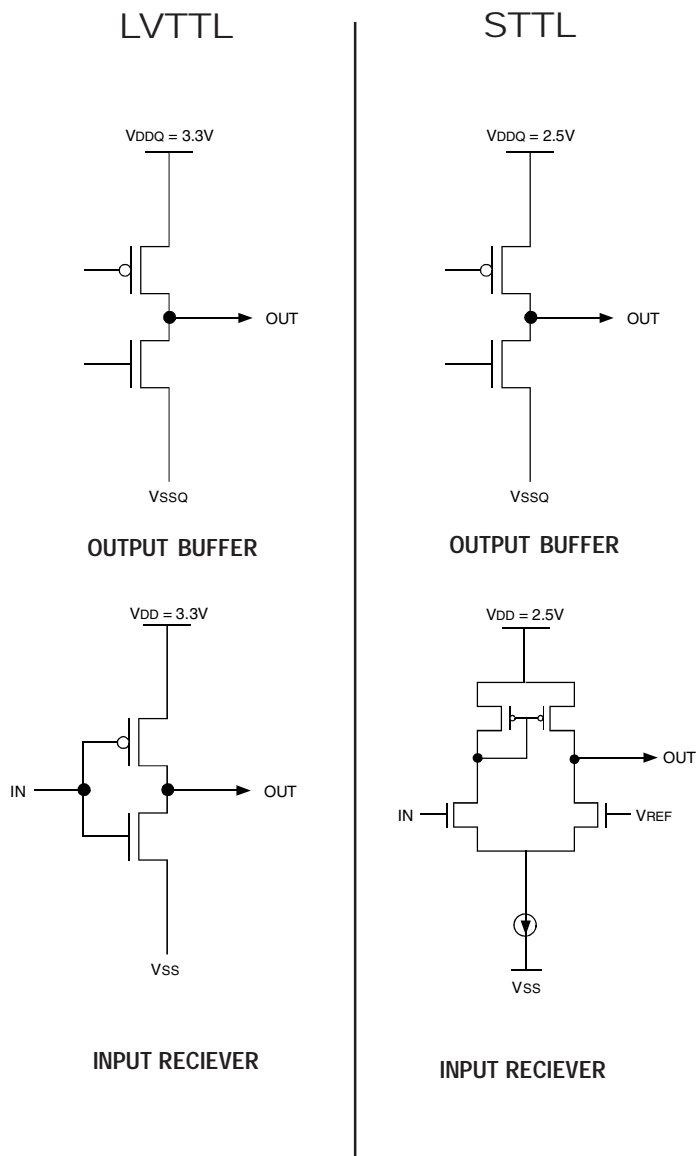 LVTTL
VDDQ = 3.3V
OUT
VSSQ
OUTPUT BUFFER
VDD = 3.3V
IN
OUT
VSS
INPUT RECIEVER
STTL
VDDQ = 2.5V
OUT
VSSQ
OUTPUT BUFFER
VDD = 2.5V
OUT
IN
VREF
VSS
INPUT RECIEVER